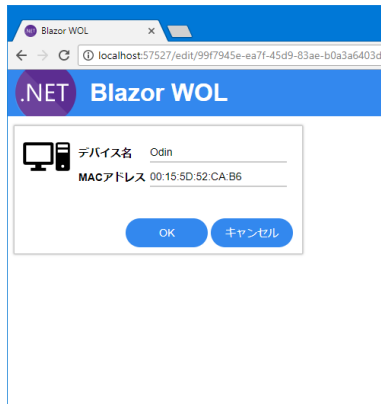 Blazor WOL
localhost:57527/edit/99f7945e-ea7f-45d9-83ae-b0a3a6403d
.NET Blazor WOL
デバイス名 Odin
MACアドレス 00:15:5D:52:CA:B6
OK キャンセル